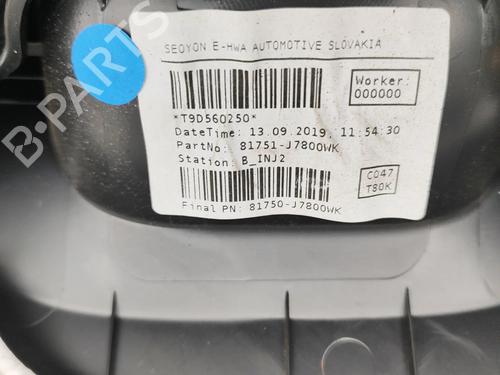 SEOYON E-HWA AUTOMOTIVE SLOVAKIA
Worker:
000000
*T9D560250*
DateTime: 13.09.2019. 11:54:30
PartNo: 81751-J7800WK
Station: B_INJ2
C047
T80K
Final PN: 81750-J7800WK
B-PARTS